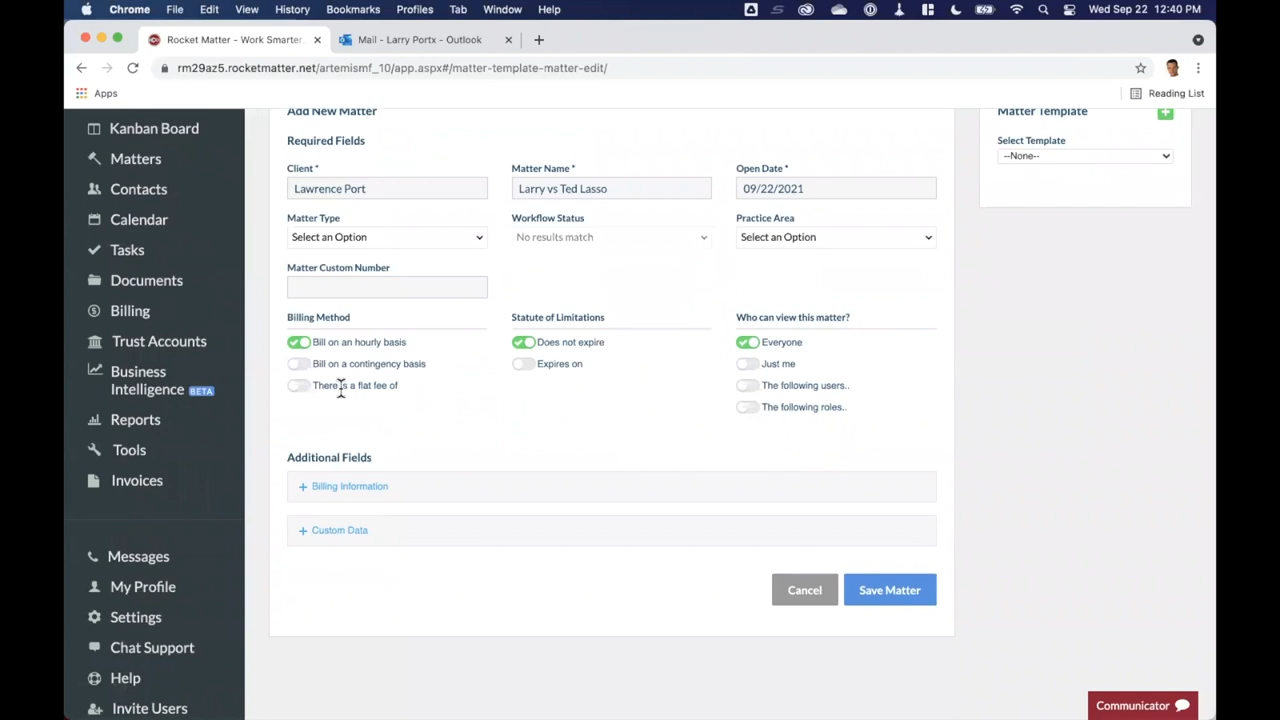 Chrome File Edit View History Bookmarks Profiles Tab Window Help Wed Sep 22 12:40 PM
Rocket Matter - Work Smarter. Mail - Larry Portx - Outlook
rm29az5.rocketmatter.net/artemismf_10/app.aspx#/matter-template-matter-edit/
Apps Reading List
Kanban Board
Matters
Contacts
Calendar
Tasks
Documents
Billing
Trust Accounts
Business
Intelligence BETA
Reports
Tools
Invoices
Messages
My Profile
Settings
Chat Support
Help
Invite Users
Add New Matter
Required Fields
Client * Matter Name * Open Date *
Lawrence Port Larry vs Ted Lasso 09/22/2021
Matter Type Workflow Status Practice Area
Select an Option No results match Select an Option
Matter Custom Number
Billing Method Statute of Limitations Who can view this matter?
Bill on an hourly basis Does not expire Everyone
Bill on a contingency basis Expires on Just me
There is a flat fee of The following users..
The following roles..
Additional Fields
+ Billing Information
+ Custom Data
Cancel Save Matter
Matter Template
Select Template
--None--
Communicator